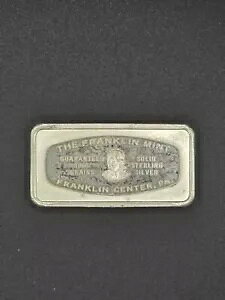 THE FRANKLIN MINT
GUARANTEED SOLID
GRAINS STERLING
SILVER
FRANKLIN CENTER, PA.